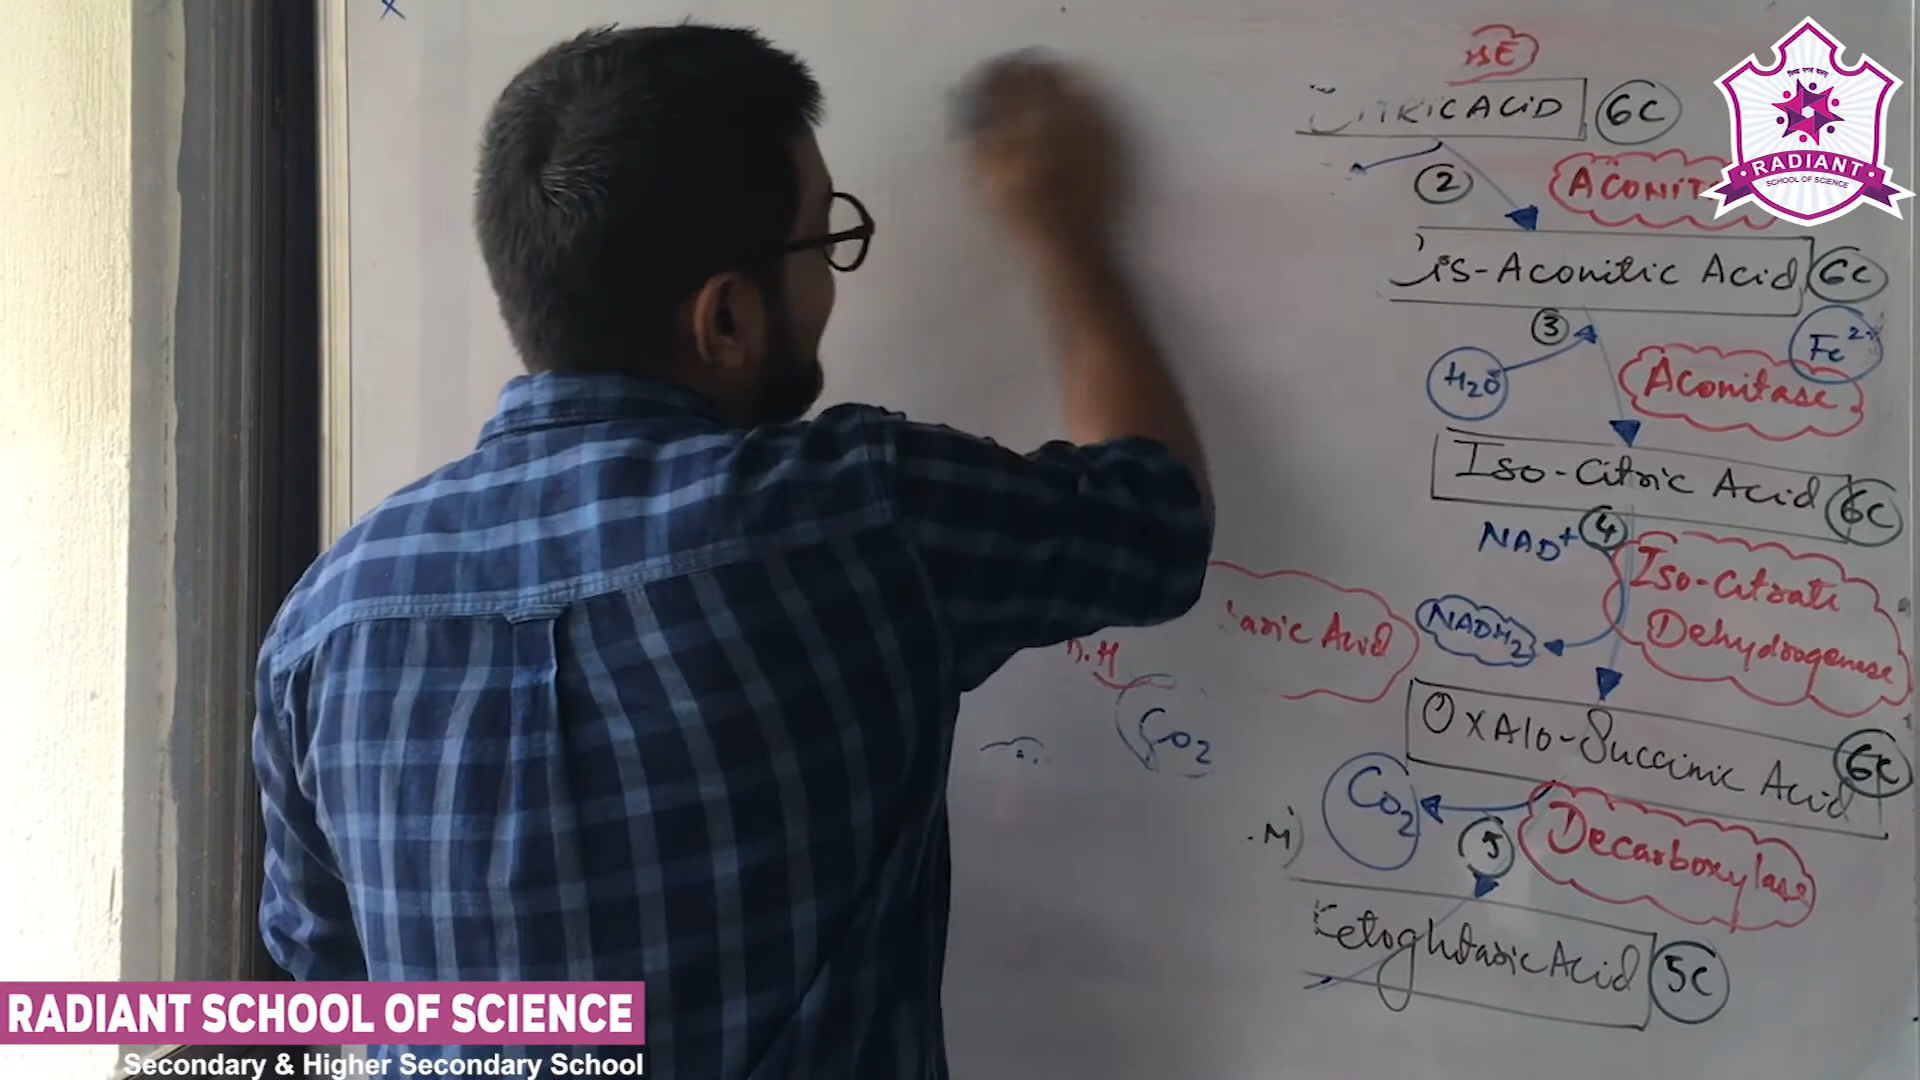 CITRIC ACID 6C
2
ACONIT
Cis-Aconitic Acid 6C
3
Fe2+
H2O
Aconitase
Iso-Citric Acid 6C
NAD+ 4
Iso-Citrate
Dehydrogenase
NADH2
aric Acid
D.H
CO2
OXAlO-Succinic Acid 6C
CO2
5
Decarboxylase
Ketoglutaric Acid 5C
RADIANT
SCHOOL OF SCIENCE
RADIANT SCHOOL OF SCIENCE
Secondary & Higher Secondary School